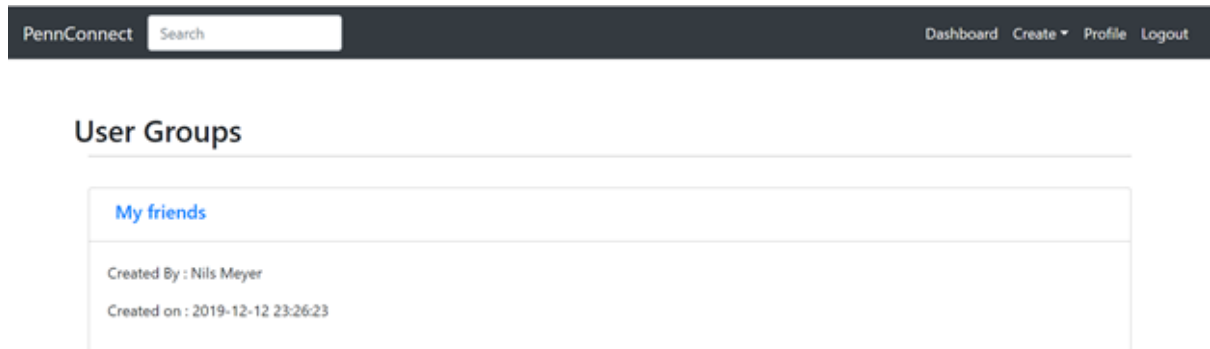 PennConnect Search Dashboard Create Profile Logout
User Groups
My friends
Created By : Nils Meyer
Created on : 2019-12-12 23:26:23